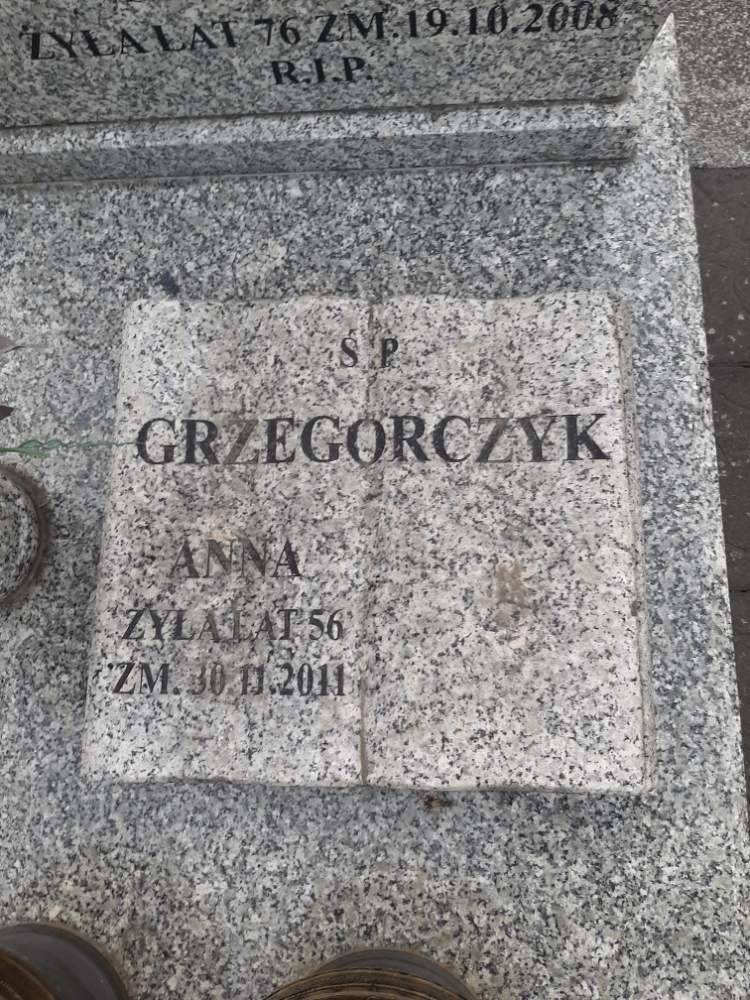 ŻYŁA LAT 76 ZM.19.10.2008
R.I.P.
Ś P
GRZEGORCZYK
ANNA
ŻYŁA LAT 56
ZM. 30.11.2011